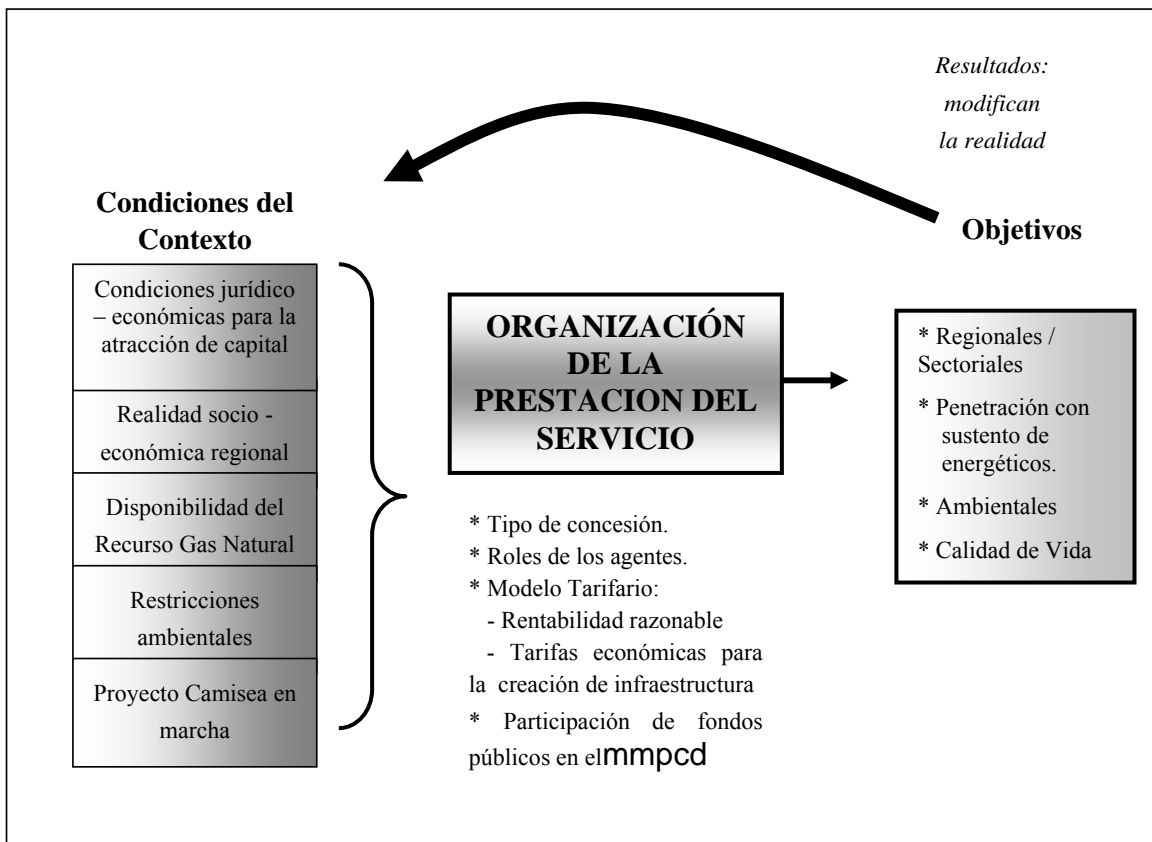 Resultados:
modifican
la realidad
Condiciones del
Contexto
Objetivos
Condiciones jurídico
– económicas para la
atracción de capital
Realidad socio -
económica regional
Disponibilidad del
Recurso Gas Natural
Restricciones
ambientales
Proyecto Camisea en
marcha
ORGANIZACIÓN
DE LA
PRESTACION DEL
SERVICIO
* Tipo de concesión.
* Roles de los agentes.
* Modelo Tarifario:
- Rentabilidad razonable
- Tarifas económicas para
la creación de infraestructura
* Participación de fondos
públicos en elmmpcd
* Regionales /
Sectoriales
* Penetración con
sustento de
energéticos.
* Ambientales
* Calidad de Vida